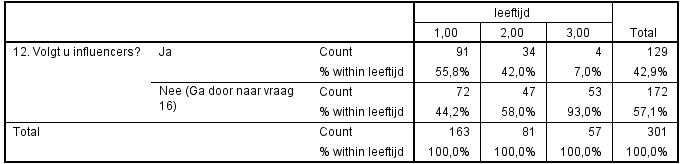 leeftijd
1,00 2,00 3,00 Total
12. Volgt u influencers? Ja Count 91 34 4 129
% within leeftijd 55,8% 42,0% 7,0% 42,9%
Nee (Ga door naar vraag Count 72 47 53 172
16) % within leeftijd 44,2% 58,0% 93,0% 57,1%
Total Count 163 81 57 301
% within leeftijd 100,0% 100,0% 100,0% 100,0%